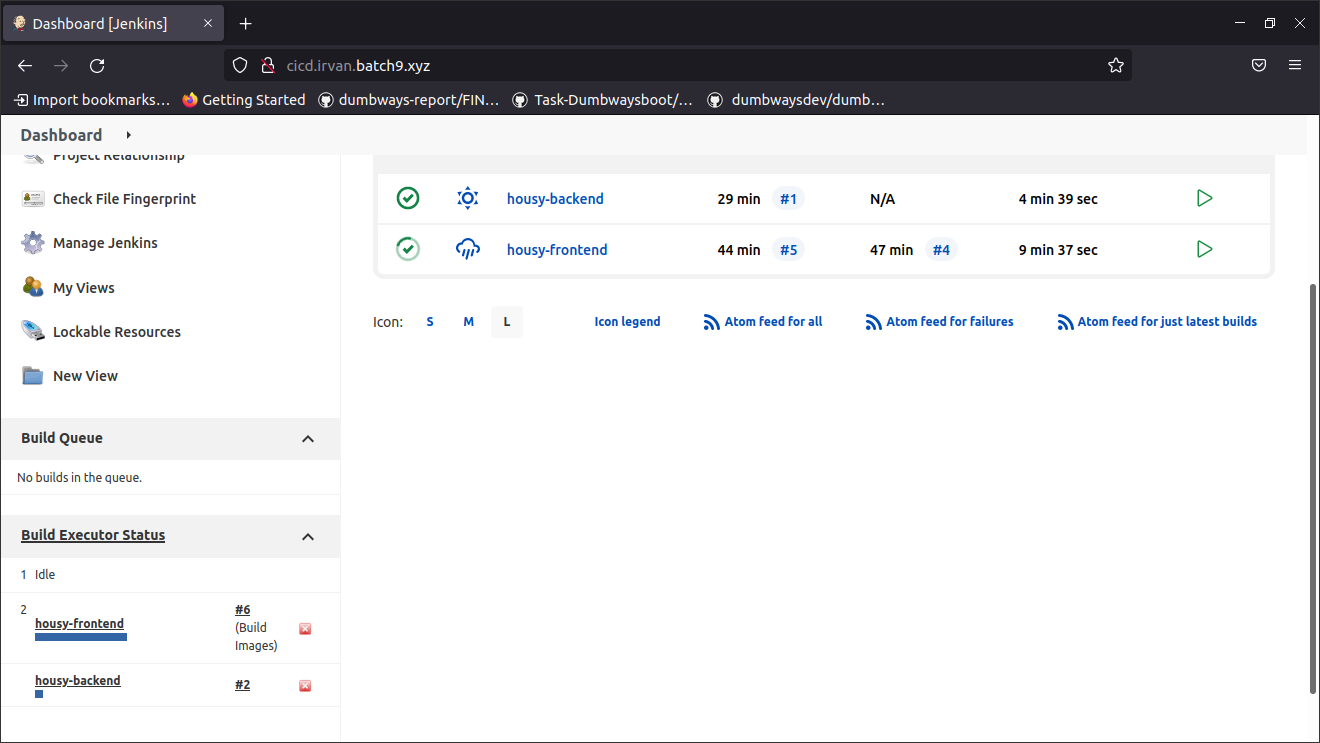 Dashboard [Jenkins]
cicd.irvan.batch9.xyz
Import bookmarks... Getting Started dumbways-report/FIN... Task-Dumbwaysboot/... dumbwaysdev/dumb...
Dashboard
Project Relationship
Check File Fingerprint
Manage Jenkins
My Views
Lockable Resources
New View
Build Queue
No builds in the queue.
Build Executor Status
1 Idle
2
housy-frontend #6
(Build
Images)
housy-backend #2
housy-backend 29 min #1 N/A 4 min 39 sec
housy-frontend 44 min #5 47 min #4 9 min 37 sec
Icon: S M L Icon legend Atom feed for all Atom feed for failures Atom feed for just latest builds